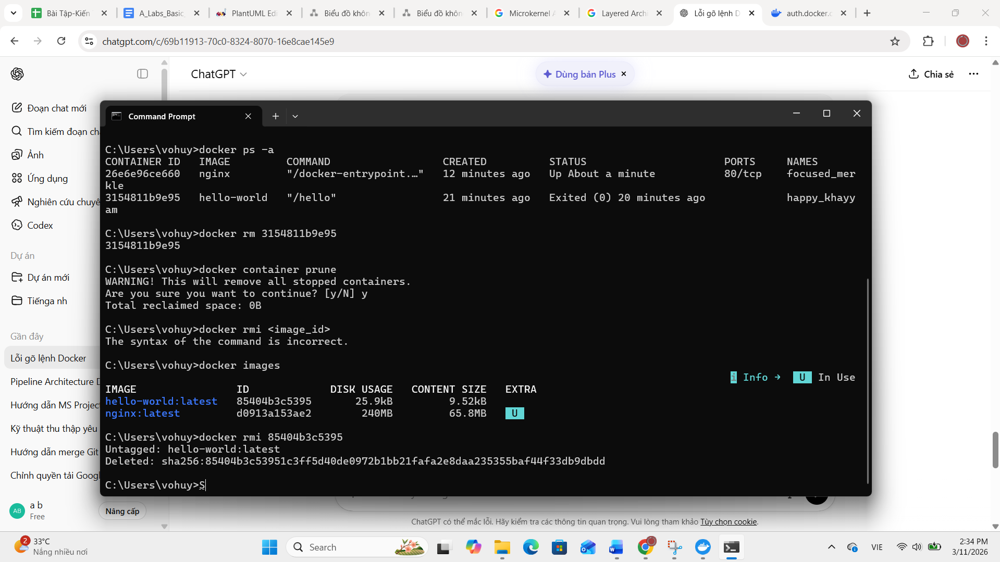 Bài Tập-Kiến
A_Labs_Basic_
PlantUML Edi
Biểu đồ khôn
Biểu đồ khôn
Microkernel A
Layered Archi
Lỗi gõ lệnh D
auth.docker.c
chatgpt.com/c/69b11913-70c0-8324-8070-16e8cae145e9
ChatGPT
Dùng bản Plus
Chia sẻ
Đoạn chat mới
Tìm kiếm đoạn cha
Ảnh
Ứng dụng
Nghiên cứu chuyê
Codex
Dự án
Dự án mới
Tiếnga nh
Gần đây
Lỗi gõ lệnh Docker
Pipeline Architecture D
Hướng dẫn MS Projec
Kỹ thuật thu thập yêu
Hướng dẫn merge Git
Chỉnh quyền tải Googl
AB
a b
Free
Nâng cấp
Command Prompt
C:\Users\vohuy>docker ps -a
CONTAINER ID IMAGE COMMAND CREATED STATUS PORTS NAMES
26e6e96ce660 nginx "/docker-entrypoint.…" 12 minutes ago Up About a minute 80/tcp focused_mer
kle
3154811b9e95 hello-world "/hello" 21 minutes ago Exited (0) 20 minutes ago happy_khayy
am
C:\Users\vohuy>docker rm 3154811b9e95
3154811b9e95
C:\Users\vohuy>docker container prune
WARNING! This will remove all stopped containers.
Are you sure you want to continue? [y/N] y
Total reclaimed space: 0B
C:\Users\vohuy>docker rmi <image_id>
The syntax of the command is incorrect.
C:\Users\vohuy>docker images
i Info → U In Use
IMAGE ID DISK USAGE CONTENT SIZE EXTRA
hello-world:latest 85404b3c5395 25.9kB 9.52kB
nginx:latest d0913a153ae2 240MB 65.8MB U
C:\Users\vohuy>docker rmi 85404b3c5395
Untagged: hello-world:latest
Deleted: sha256:85404b3c53951c3ff5d40de0972b1bb21fafa2e8daa235355baf44f33db9dbdd
C:\Users\vohuy>S
ChatGPT có thể mắc lỗi. Hãy kiểm tra các thông tin quan trọng. Vui lòng tham khảo Tùy chọn cookie.
2
33°C
Nắng nhiều nơi
Search
VIE
2:34 PM
3/11/2026